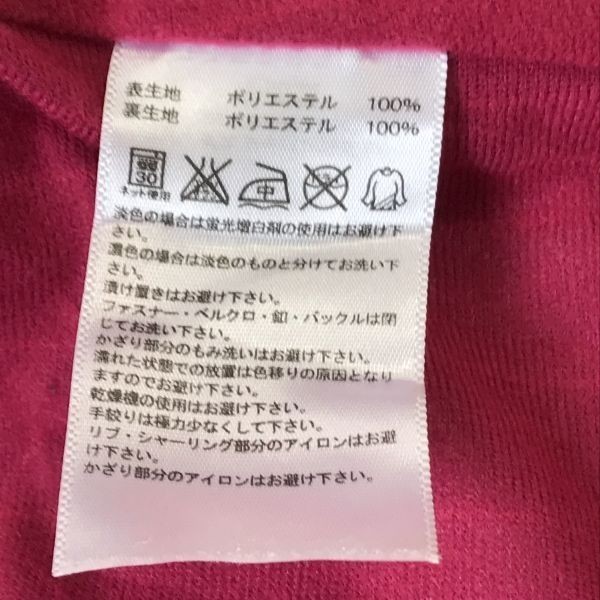 表生地 ポリエステル 100%
裏生地 ポリエステル 100%
30 中
ネット使用
淡色の場合は蛍光増白剤の使用はお避け下
さい。
濃色の場合は淡色のものと分けてお洗い下
さい。
漬け置きはお避け下さい。
ファスナー・ベルクロ・釦・バックルは閉
じてお洗い下さい。
かざり部分のもみ洗いはお避け下さい。
濡れた状態での放置は色移りの原因となり
ますのでお避け下さい。
乾燥機の使用はお避け下さい。
手絞りは極力少なくして下さい。
リブ・シャーリング部分のアイロンはお避
け下さい。
かざり部分のアイロンはお避け下さい。